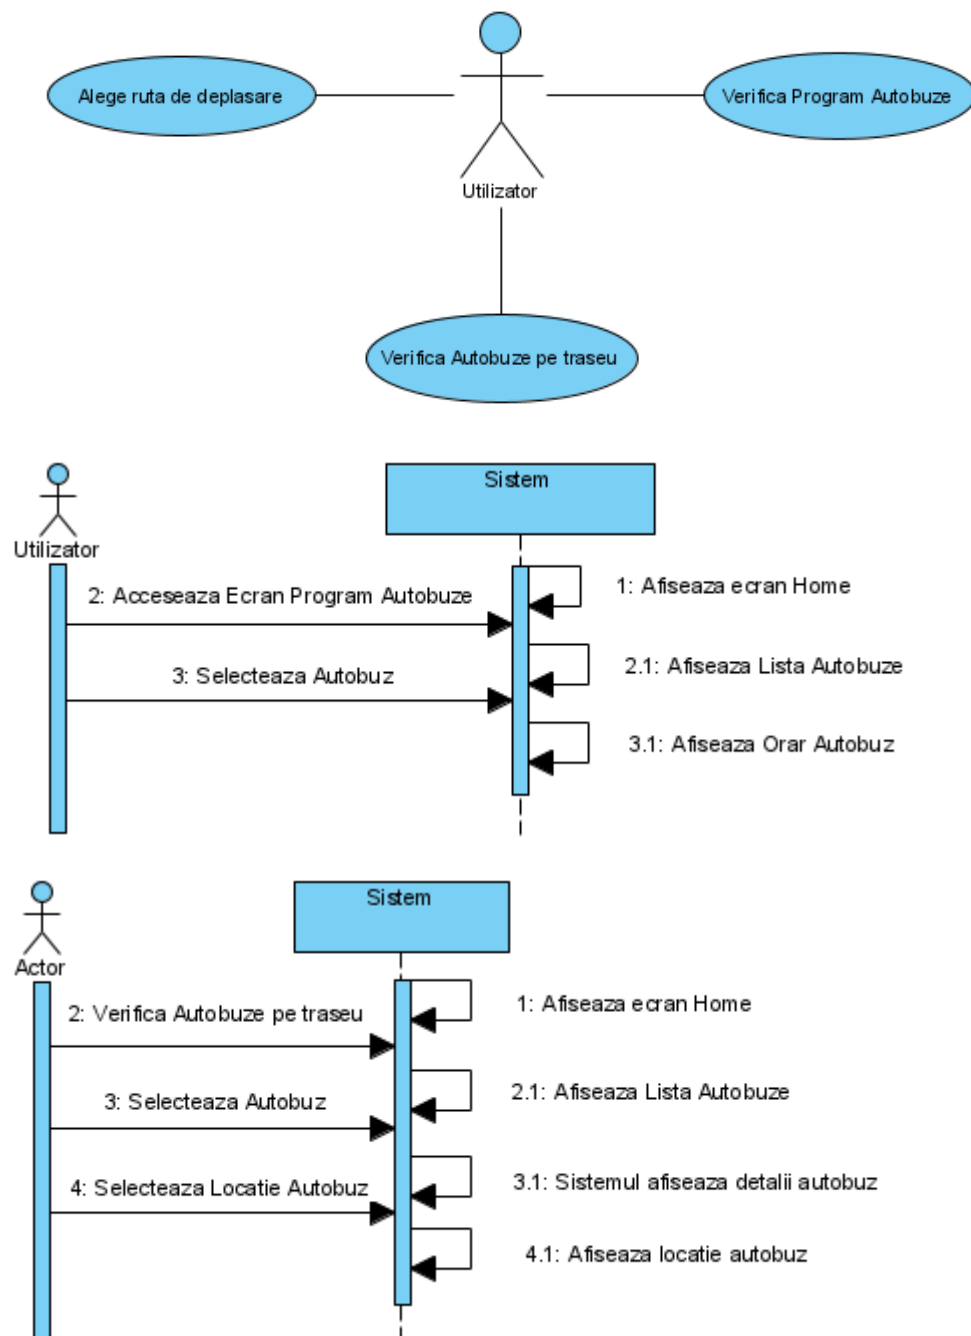 Alege ruta de deplasare
Verifica Program Autobuze
Utilizator
Verifica Autobuze pe traseu
Sistem
Utilizator
1: Afiseaza ecran Home
2: Acceseaza Ecran Program Autobuze
2.1: Afiseaza Lista Autobuze
3: Selecteaza Autobuz
3.1: Afiseaza Orar Autobuz
Sistem
Actor
1: Afiseaza ecran Home
2: Verifica Autobuze pe traseu
2.1: Afiseaza Lista Autobuze
3: Selecteaza Autobuz
3.1: Sistemul afiseaza detalii autobuz
4: Selecteaza Locatie Autobuz
4.1: Afiseaza locatie autobuz